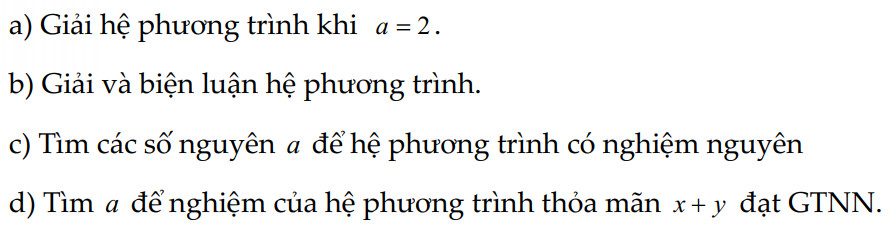 a) Giải hệ phương trình khi a = 2.
b) Giải và biện luận hệ phương trình.
c) Tìm các số nguyên a để hệ phương trình có nghiệm nguyên
d) Tìm a để nghiệm của hệ phương trình thỏa mãn x + y đạt GTNN.